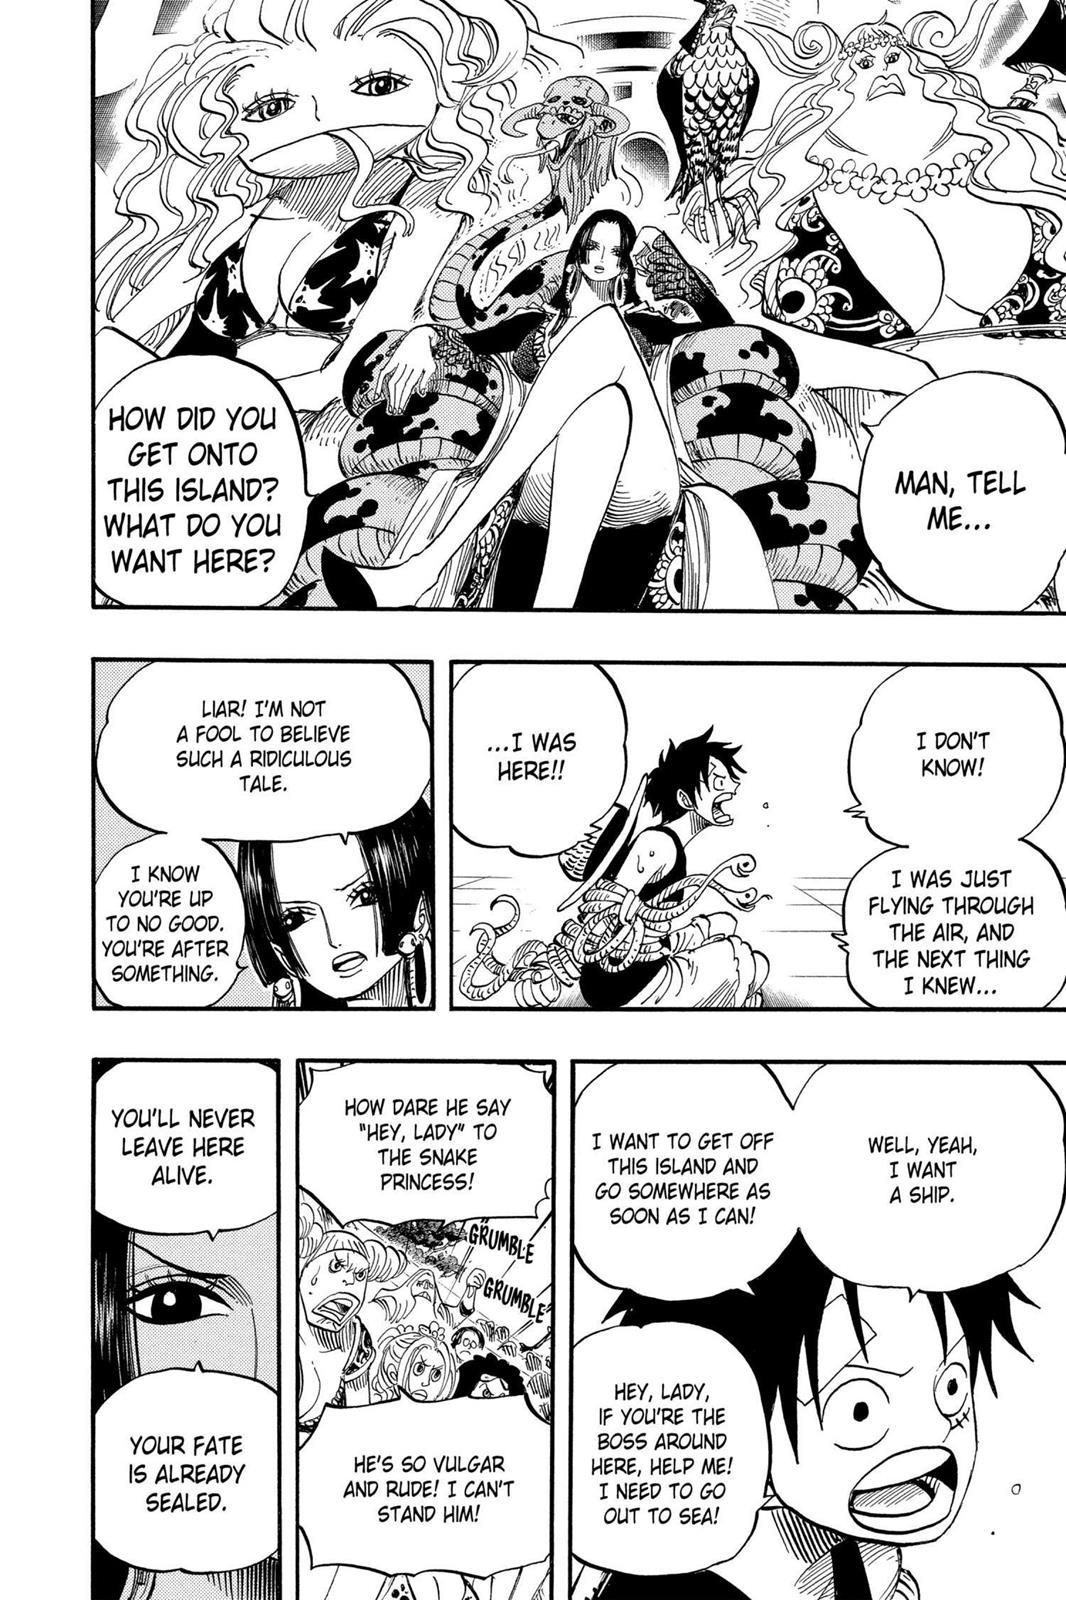 MAN, TELL
ME...
HOW DID YOU
GET ONTO
THIS ISLAND?
WHAT DO YOU
WANT HERE?
I DON'T
KNOW!
I WAS JUST
FLYING THROUGH
THE AIR, AND
THE NEXT THING
I KNEW...
...I WAS
HERE!!
LIAR! I'M NOT
A FOOL TO BELIEVE
SUCH A RIDICULOUS
TALE.
I KNOW
YOU'RE UP
TO NO GOOD.
YOU'RE AFTER
SOMETHING.
WELL, YEAH,
I WANT
A SHIP.
I WANT TO GET OFF
THIS ISLAND AND
GO SOMEWHERE AS
SOON AS I CAN!
HEY, LADY,
IF YOU'RE THE
BOSS AROUND
HERE, HELP ME!
I NEED TO GO
OUT TO SEA!
HOW DARE HE SAY
"HEY, LADY" TO
THE SNAKE
PRINCESS!
GRUMBLE
GRUMBLE
HE'S SO VULGAR
AND RUDE! I CAN'T
STAND HIM!
YOU'LL NEVER
LEAVE HERE
ALIVE.
YOUR FATE
IS ALREADY
SEALED.